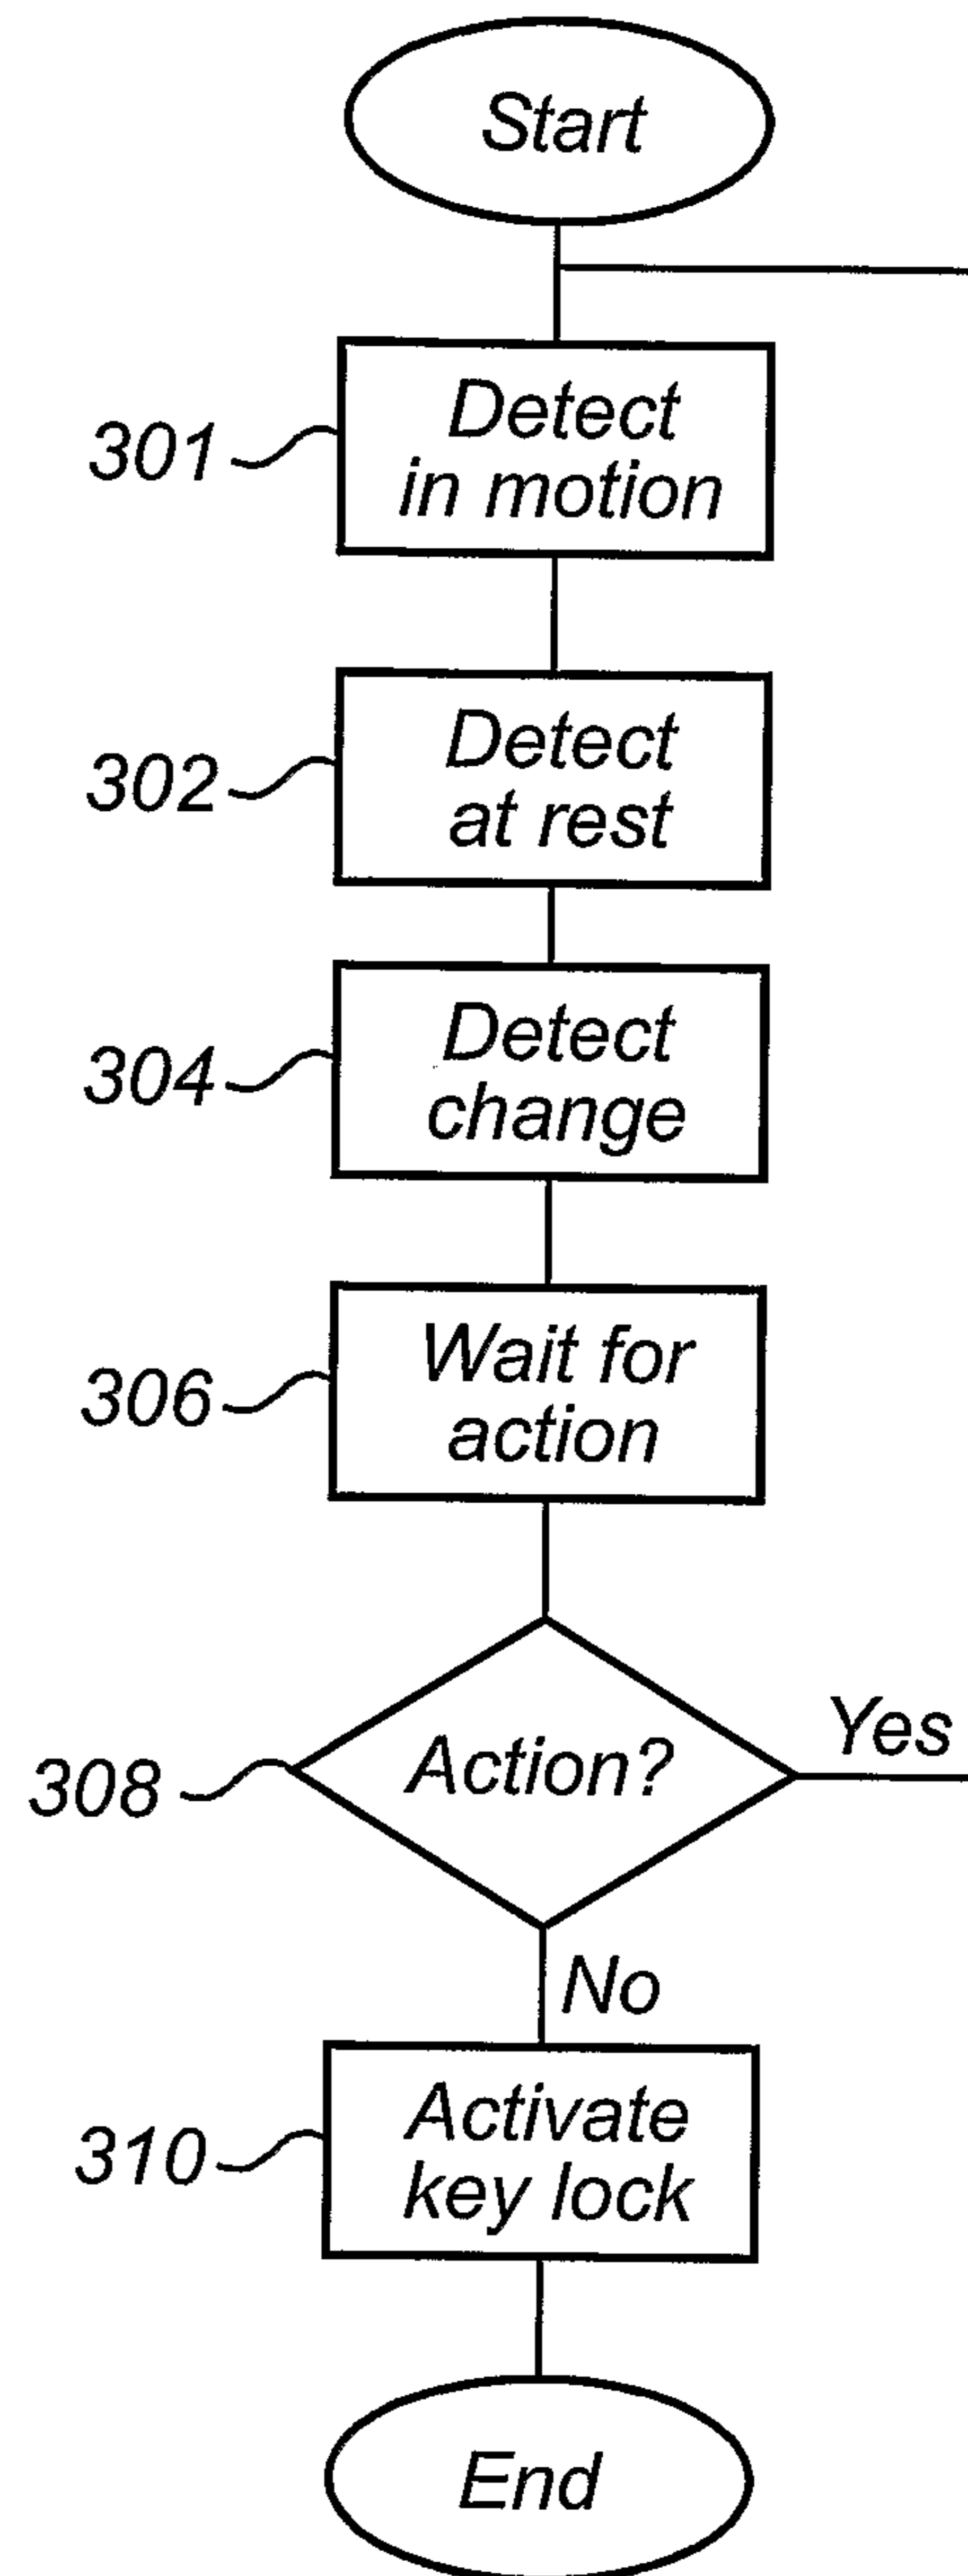 Start
301
Detect
in motion
302
Detect
at rest
304
Detect
change
306
Wait for
action
308
Action?
Yes
No
310
Activate
key lock
End